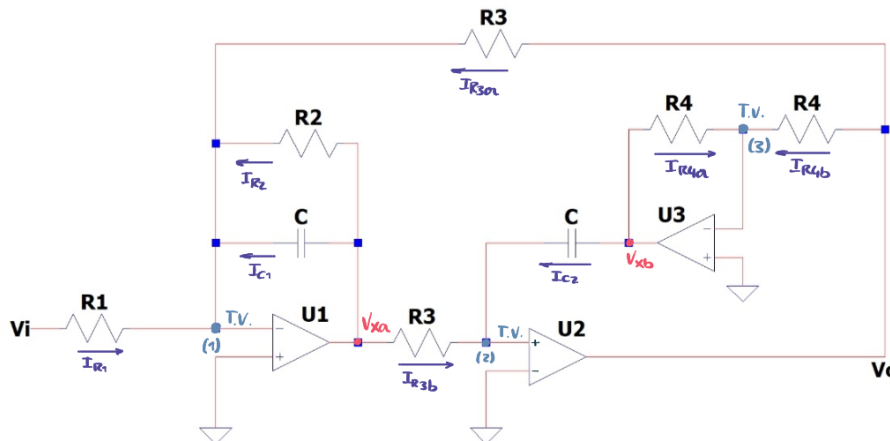 R3
I_R3a
R2
R4
T.V.
R4
(3)
I_R2
I_R4a
I_R4b
C
C
U3
-
+
I_C1
I_C2
V_xb
R1
U1
V_xa
R3
U2
Vi
T.V.
T.V.
-
+
+
-
(1)
(2)
I_R1
I_R3b